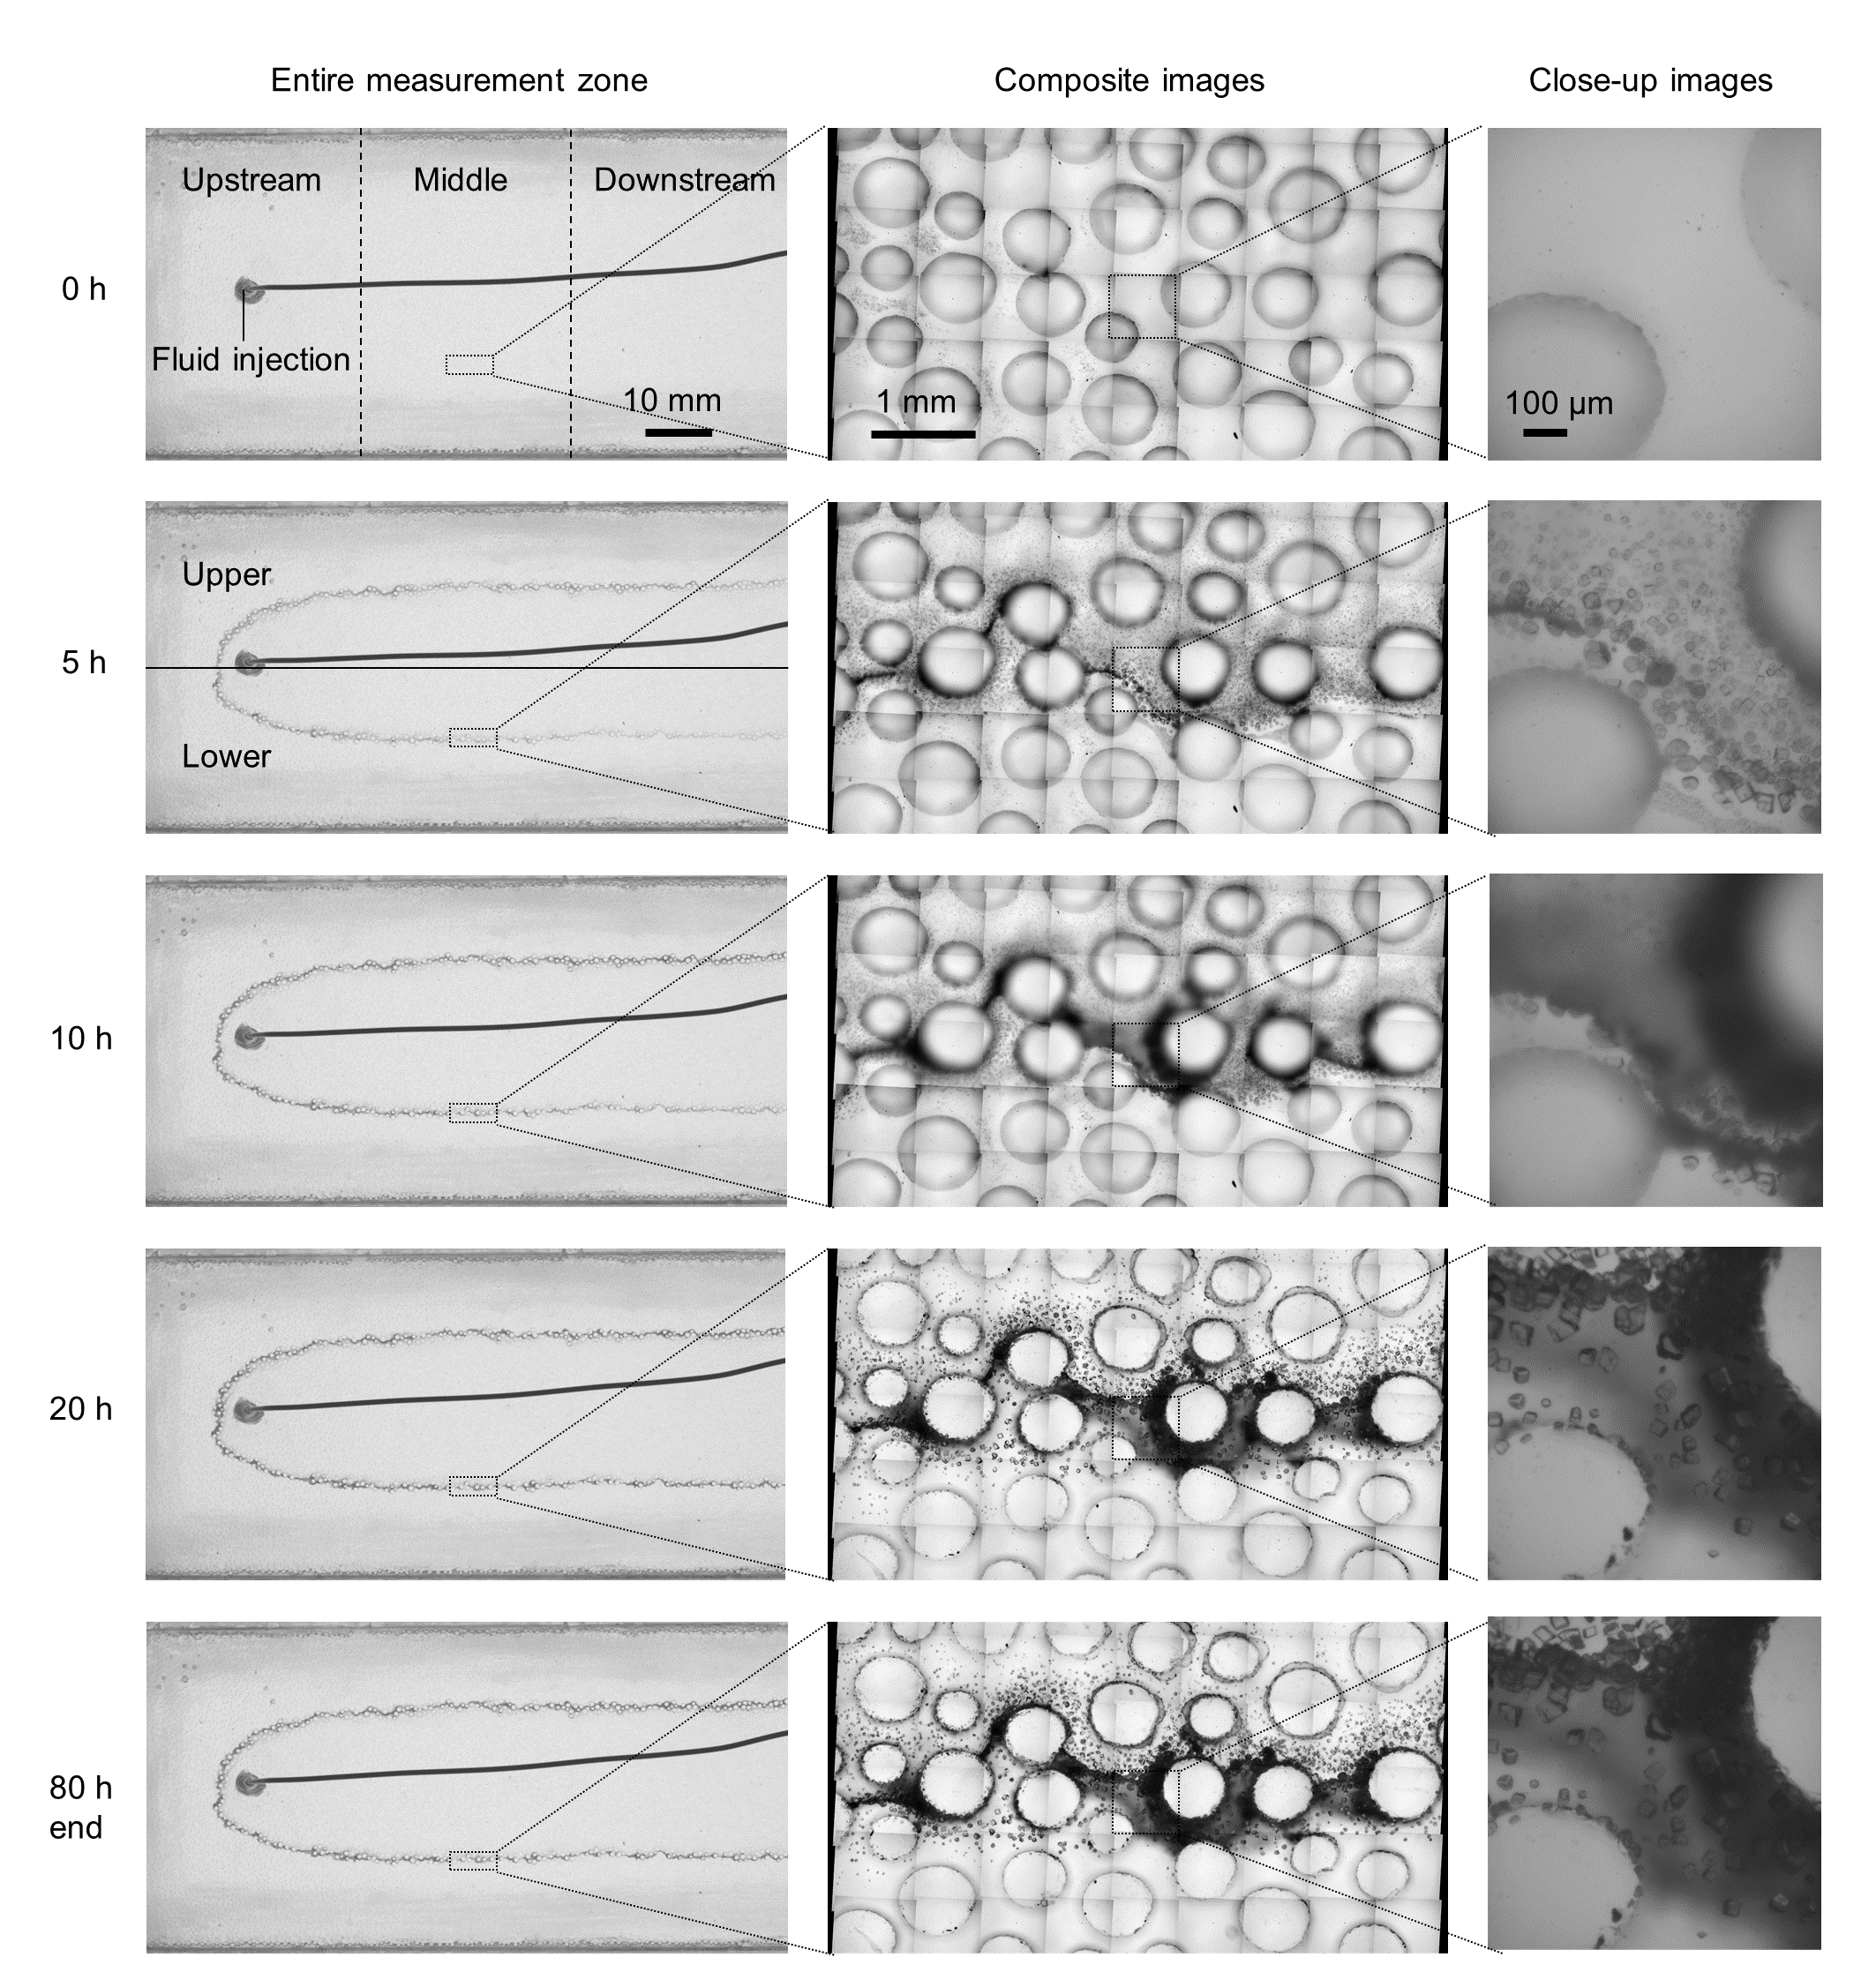 Entire measurement zone
Composite images
Close-up images
Upstream
Middle
Downstream
0 h
Fluid injection
10 mm
1 mm
100 μm
Upper
5 h
Lower
10 h
20 h
80 h
end